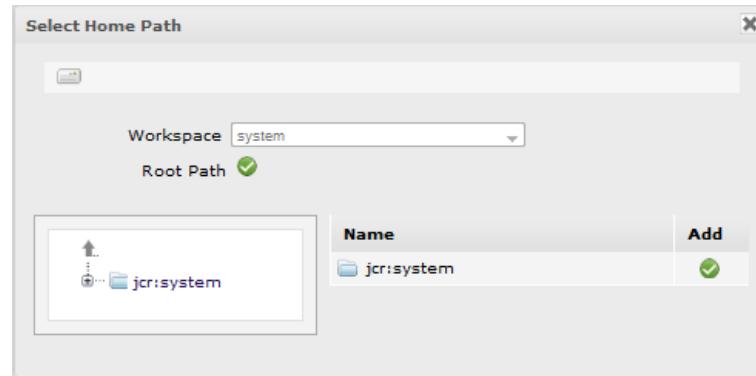 Select Home Path
Workspace system
Root Path
jcr:system
Name Add
jcr:system